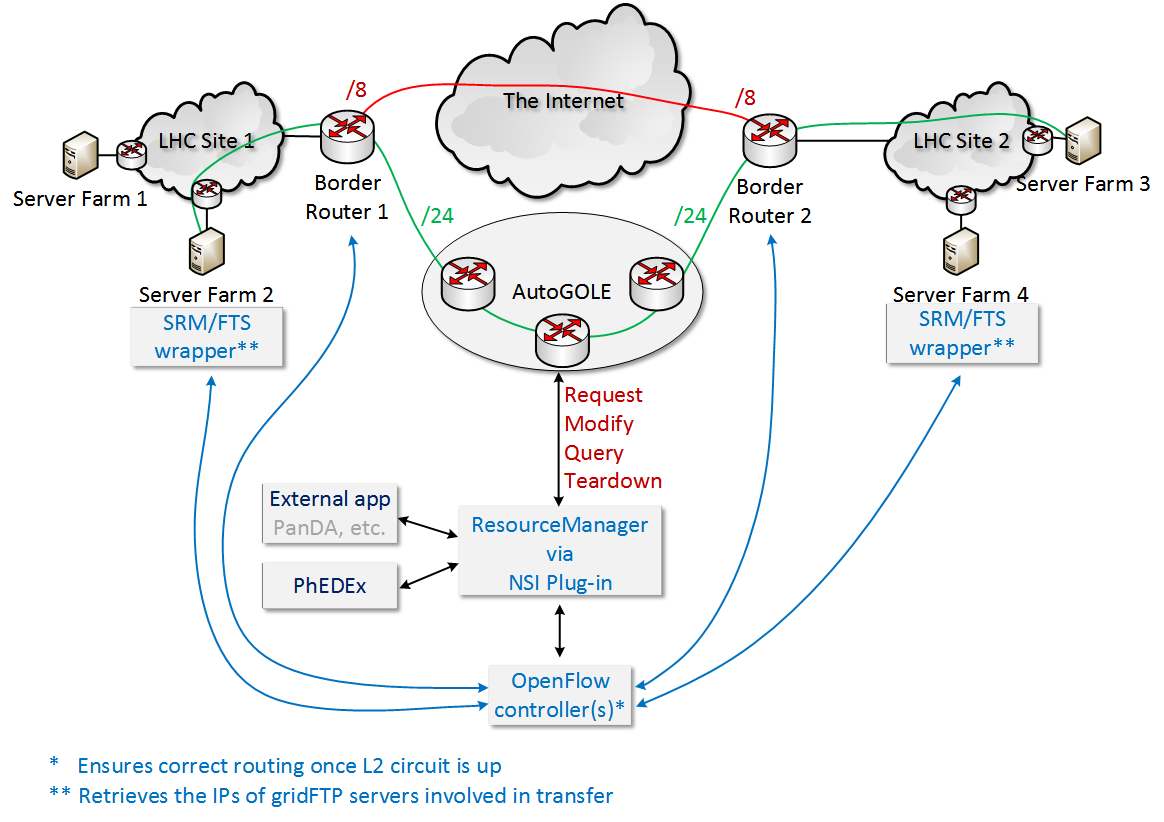 The Internet
/8
/8
LHC Site 1
LHC Site 2
Server Farm 1
Border
Router 1
Border
Router 2
Server Farm 3
/24
/24
AutoGOLE
Server Farm 2
SRM/FTS
wrapper**
Server Farm 4
SRM/FTS
wrapper**
Request
Modify
Query
Teardown
External app
PanDA, etc.
ResourceManager
via
NSI Plug-in
PhEDEx
OpenFlow
controller(s)*
* Ensures correct routing once L2 circuit is up
** Retrieves the IPs of gridFTP servers involved in transfer